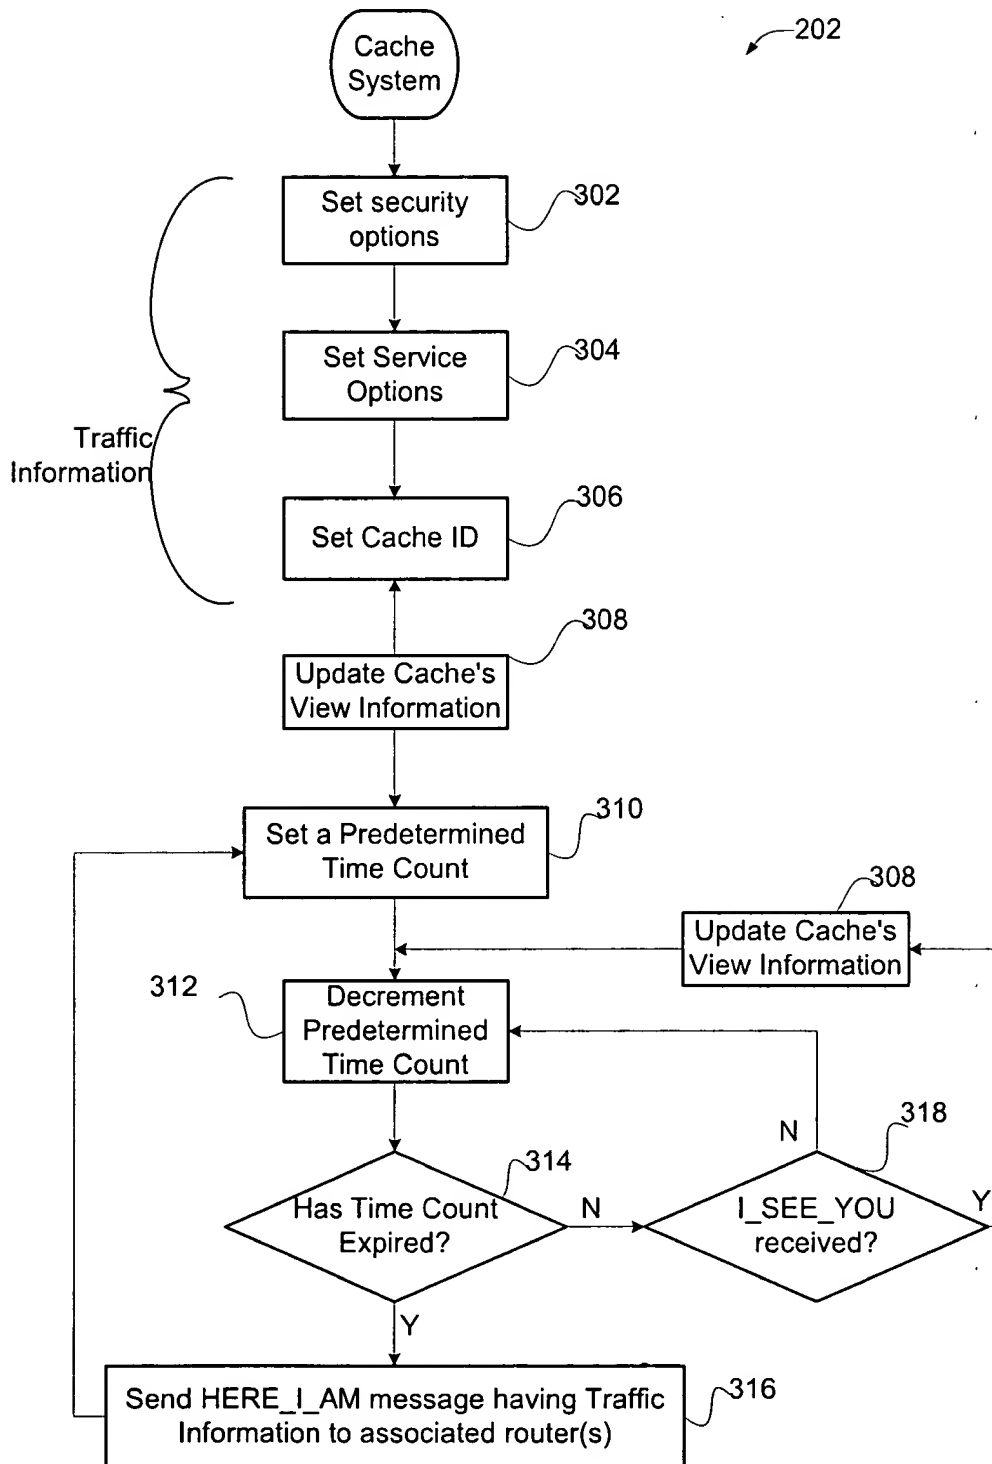 Cache
System
202
Set security
options
302
Set Service
Options
304
Traffic
Information
Set Cache ID
306
Update Cache's
View Information
308
Set a Predetermined
Time Count
310
Update Cache's
View Information
308
312
Decrement
Predetermined
Time Count
Has Time Count
Expired?
314
N
I_SEE_YOU
received?
318
N
Y
Y
Send HERE_I_AM message having Traffic
Information to associated router(s)
316